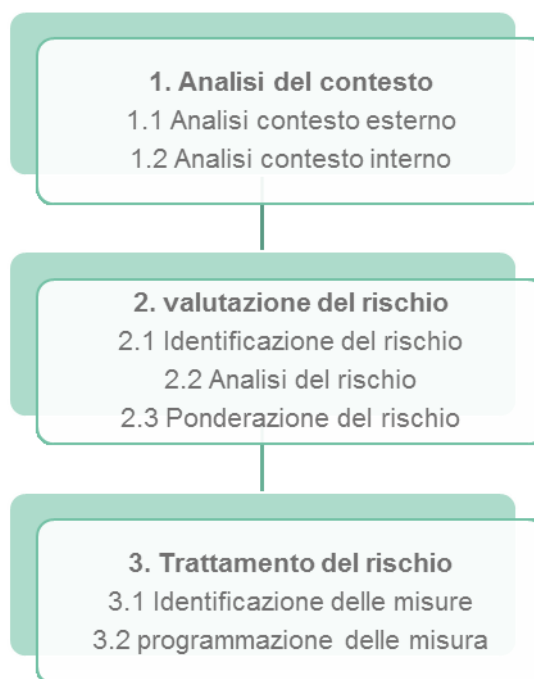 1. Analisi del contesto
1.1 Analisi contesto esterno
1.2 Analisi contesto interno
2. valutazione del rischio
2.1 Identificazione del rischio
2.2 Analisi del rischio
2.3 Ponderazione del rischio
3. Trattamento del rischio
3.1 Identificazione delle misure
3.2 programmazione delle misura